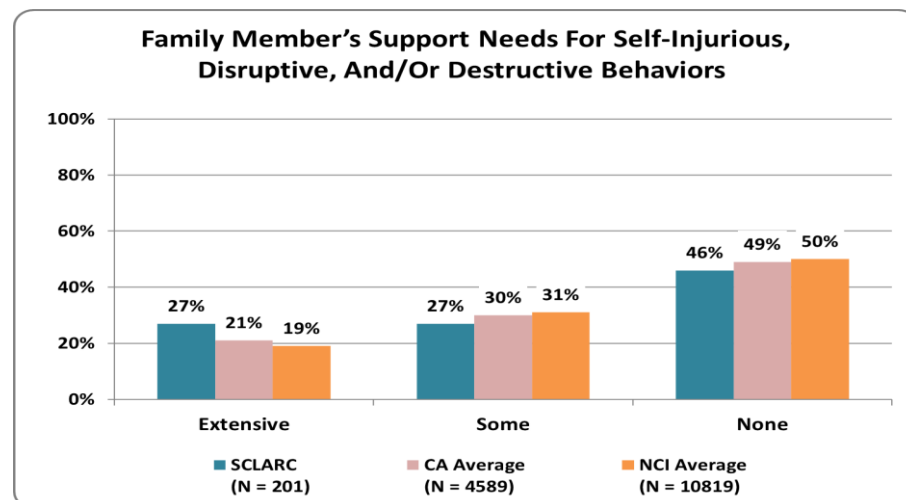 Family Member’s Support Needs For Self-Injurious,
Disruptive, And/Or Destructive Behaviors
100%
80%
60%
40%
20%
0%
27%
21%
19%
27%
30%
31%
46%
49%
50%
Extensive
Some
None
SCLARC
(N = 201)
CA Average
(N = 4589)
NCI Average
(N = 10819)